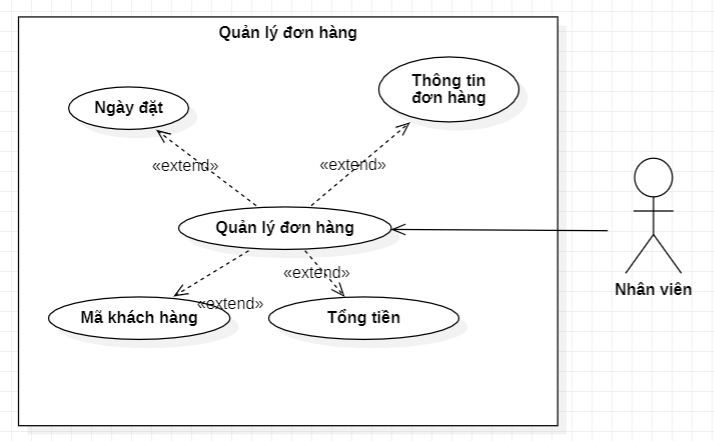 Quản lý đơn hàng
Ngày đặt
Thông tin
đơn hàng
«extend»
«extend»
Quản lý đơn hàng
«extend»
«extend»
Mã khách hàng
Tổng tiền
Nhân viên